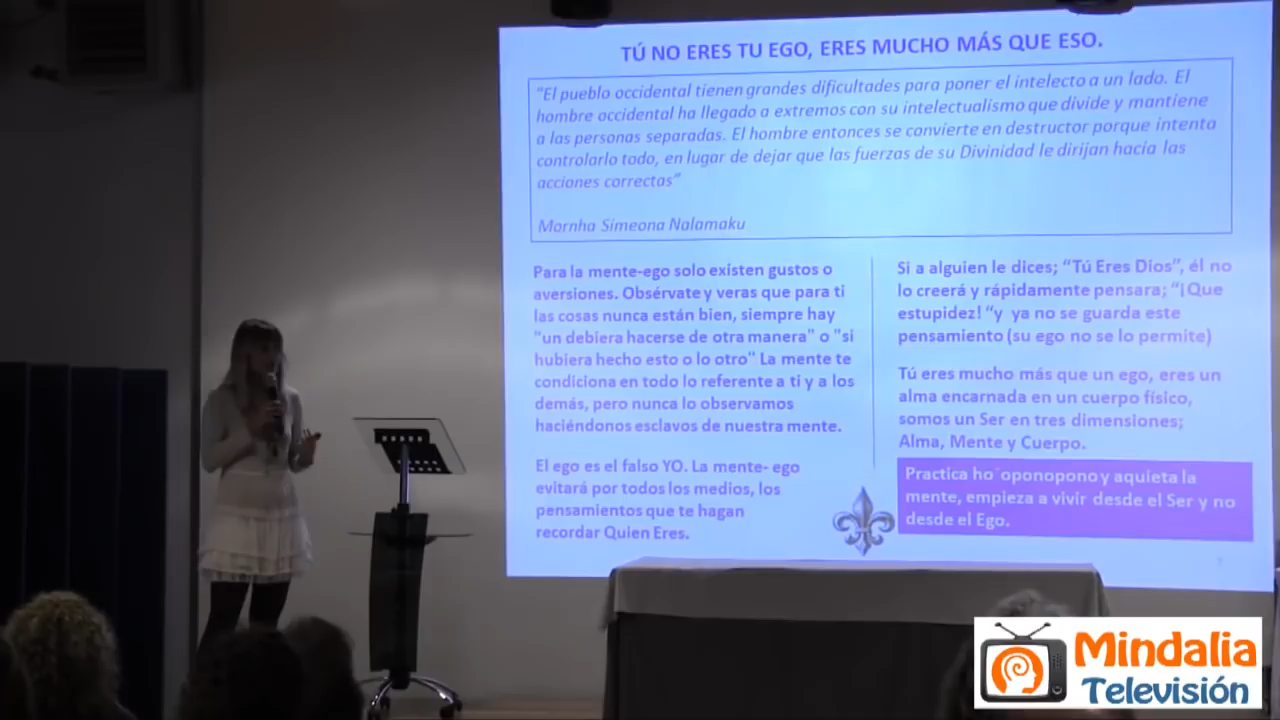 TÚ NO ERES TU EGO, ERES MUCHO MÁS QUE ESO.
“El pueblo occidental tienen grandes dificultades para poner el intelecto a un lado. El
hombre occidental ha llegado a extremos con su intelectualismo que divide y mantiene
a las personas separadas. El hombre entonces se convierte en destructor porque intenta
controlarlo todo, en lugar de dejar que las fuerzas de su Divinidad le dirijan hacia las
acciones correctas”
Mornha Simeona Nalamaku
Para la mente-ego solo existen gustos o
aversiones. Obsérvate y veras que para ti
las cosas nunca están bien, siempre hay
"un debiera hacerse de otra manera" o "si
hubiera hecho esto o lo otro" La mente te
condiciona en todo lo referente a ti y a los
demás, pero nunca lo observamos
haciéndonos esclavos de nuestra mente.
El ego es el falso YO. La mente- ego
evitará por todos los medios, los
pensamientos que te hagan
recordar Quien Eres.
Si a alguien le dices; “Tú Eres Dios”, él no
lo creerá y rápidamente pensara; “¡Que
estupidez! “y ya no se guarda este
pensamiento (su ego no se lo permite)
Tú eres mucho más que un ego, eres un
alma encarnada en un cuerpo físico,
somos un Ser en tres dimensiones;
Alma, Mente y Cuerpo.
Practica ho´oponopono y aquieta la
mente, empieza a vivir desde el Ser y no
desde el Ego.
Mindalia
Televisión